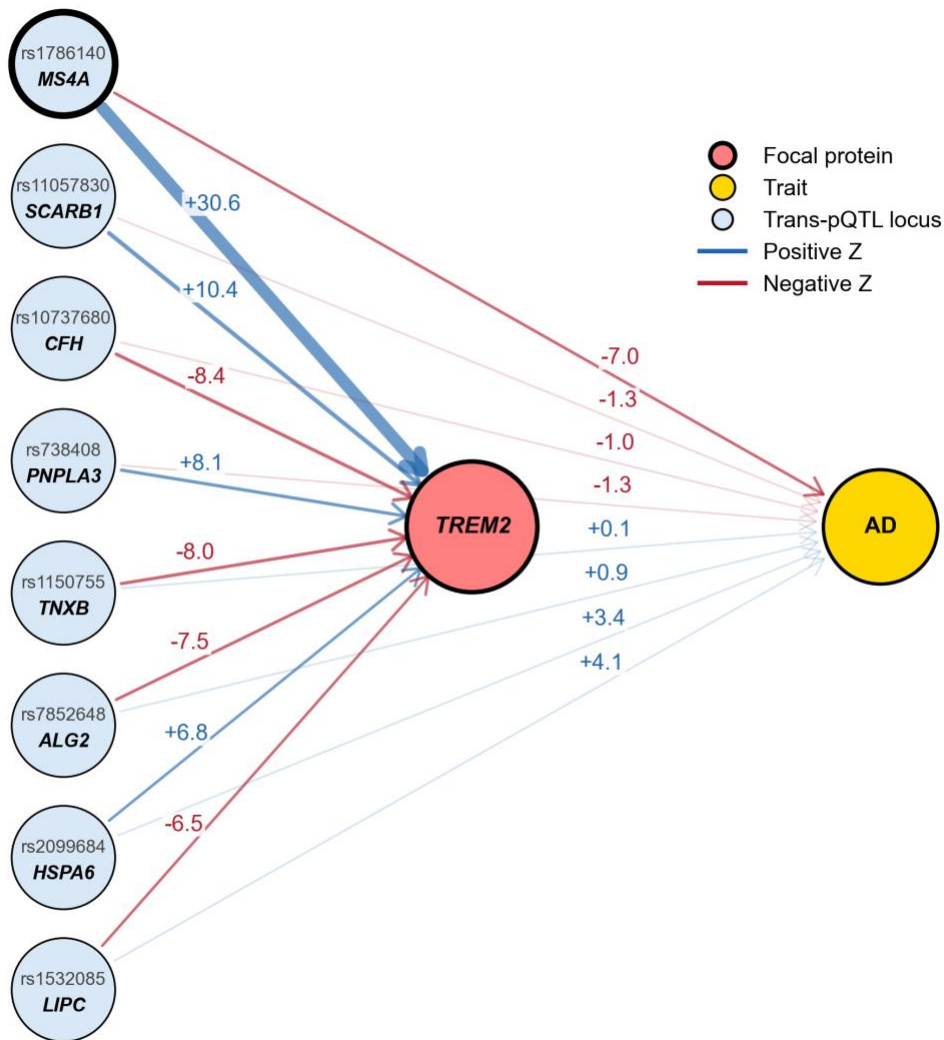 rs1786140
MS4A
rs11057830
SCARB1
rs10737680
CFH
rs738408
PNPLA3
rs1150755
TNXB
rs7852648
ALG2
rs2099684
HSPA6
rs1532085
LIPC
+30.6
+10.4
-8.4
+8.1
-8.0
-7.5
+6.8
-6.5
TREM2
-7.0
-1.3
-1.0
-1.3
+0.1
+0.9
+3.4
+4.1
AD
Focal protein
Trait
Trans-pQTL locus
Positive Z
Negative Z